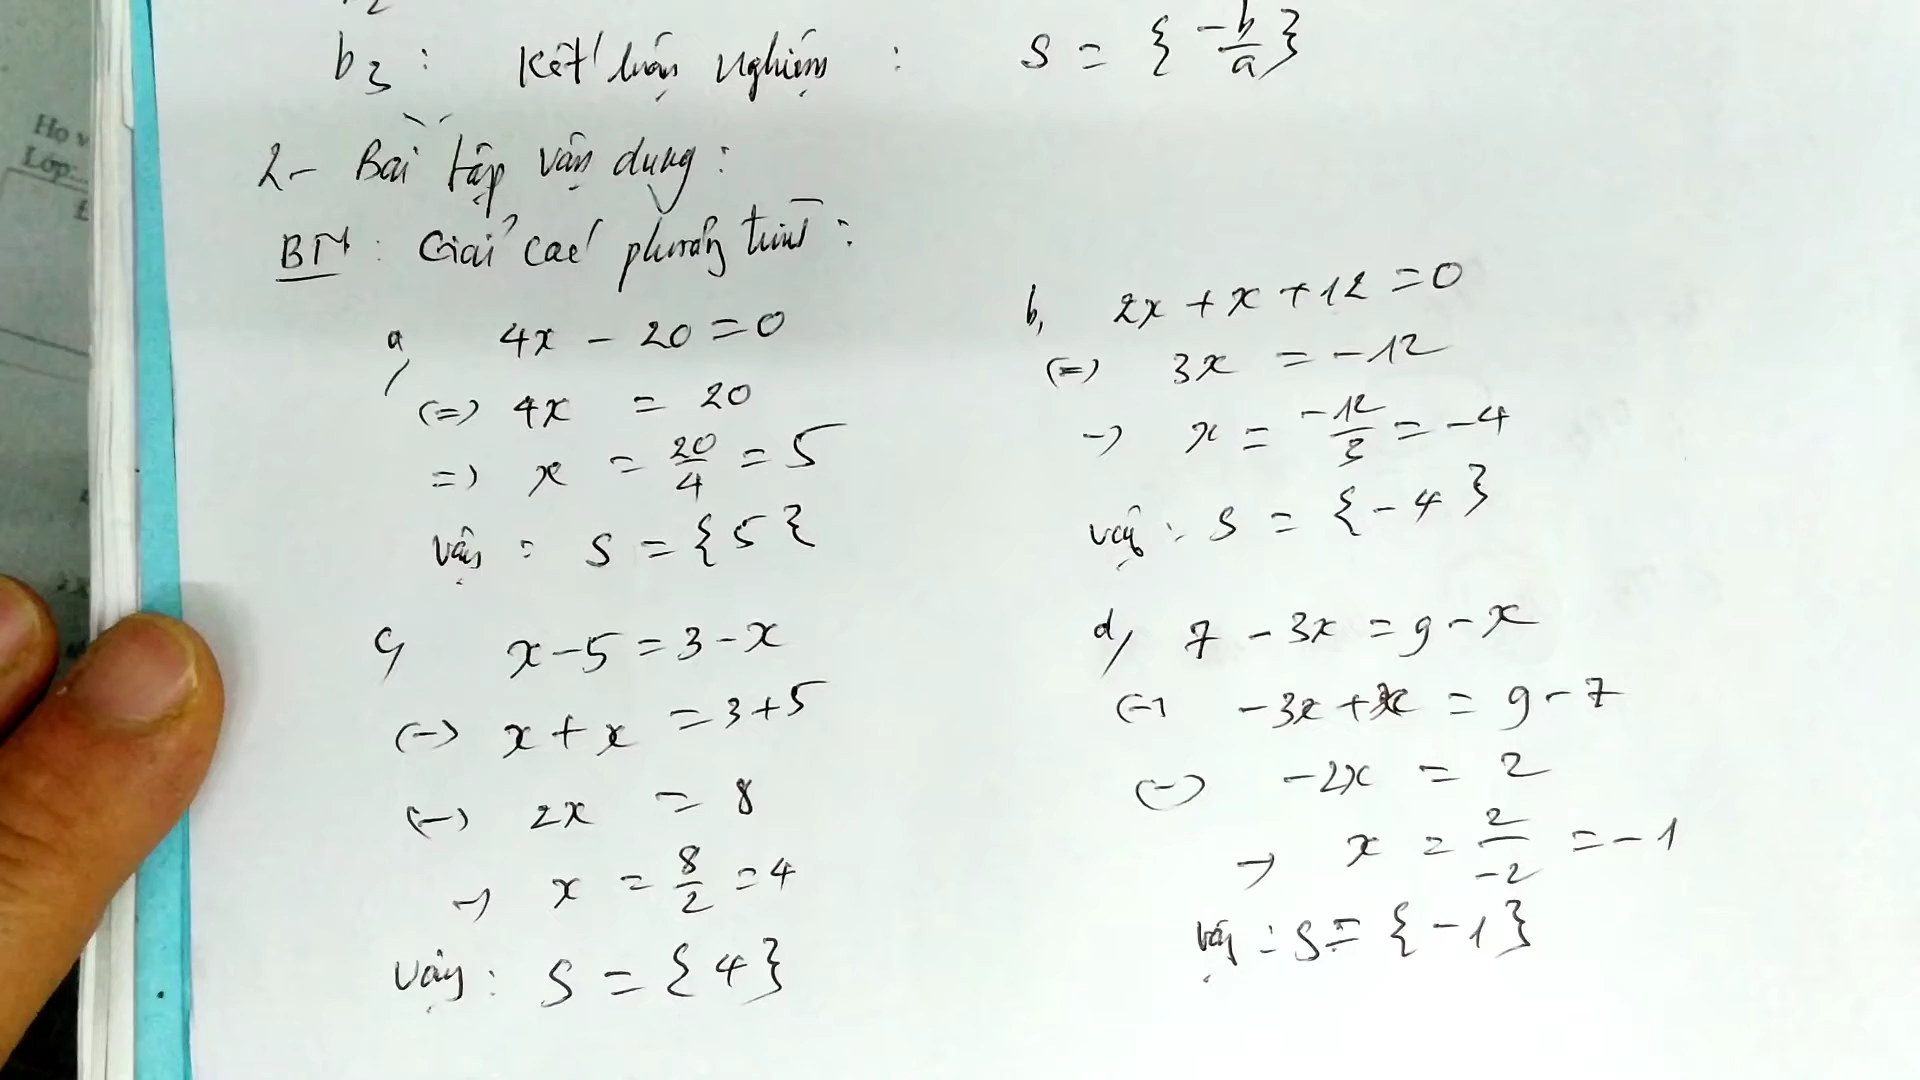 b3 : Kết luận nghiệm : S = { -b/a }
2- Bài tập vận dụng :
BT1 : Giải các phương trình :
a, 4x - 20 = 0
(=) 4x = 20
=) x = 20/4 = 5
vậy : S = { 5 {
b, 2x + x + 12 = 0
(=) 3x = -12
-> x = -12/3 = -4
vậy : S = { -4 }
c, x - 5 = 3 - x
(-) x + x = 3 + 5
(-) 2x = 8
-> x = 8/2 = 4
Vậy : S = { 4 }
d, 7 - 3x = 9 - x
(-) -3x + x = 9 - 7
(-) -2x = 2
-> x = 2/-2 = -1
vậy : S = { -1 }
Họ v
Lớp:...